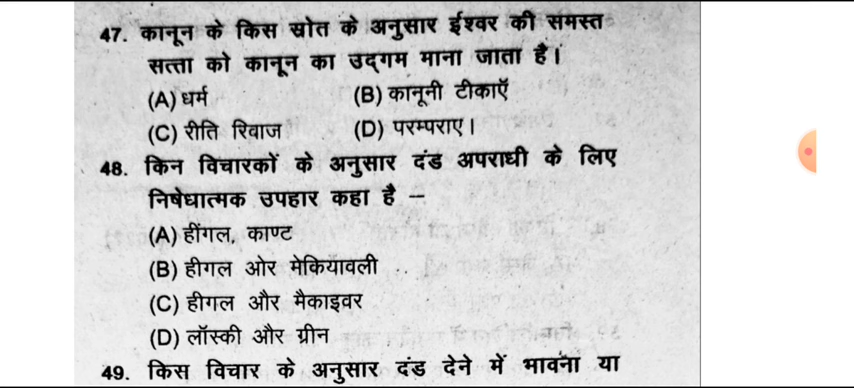 47. कानून के किस स्रोत के अनुसार ईश्वर की समस्त
सत्ता को कानून का उद्गम माना जाता है।
(A) धर्म (B) कानूनी टीकाएॅ
(C) रीति रिवाज (D) परम्पराए।
48. किन विचारकों के अनुसार दंड अपराधी के लिए
निषेधात्मक उपहार कहा है –
(A) हींगल, काण्ट
(B) हीगल ओर मेकियावली
(C) हीगल और मैकाइवर
(D) लॉस्की और ग्रीन
49. किस विचार के अनुसार दंड देने में भावना या